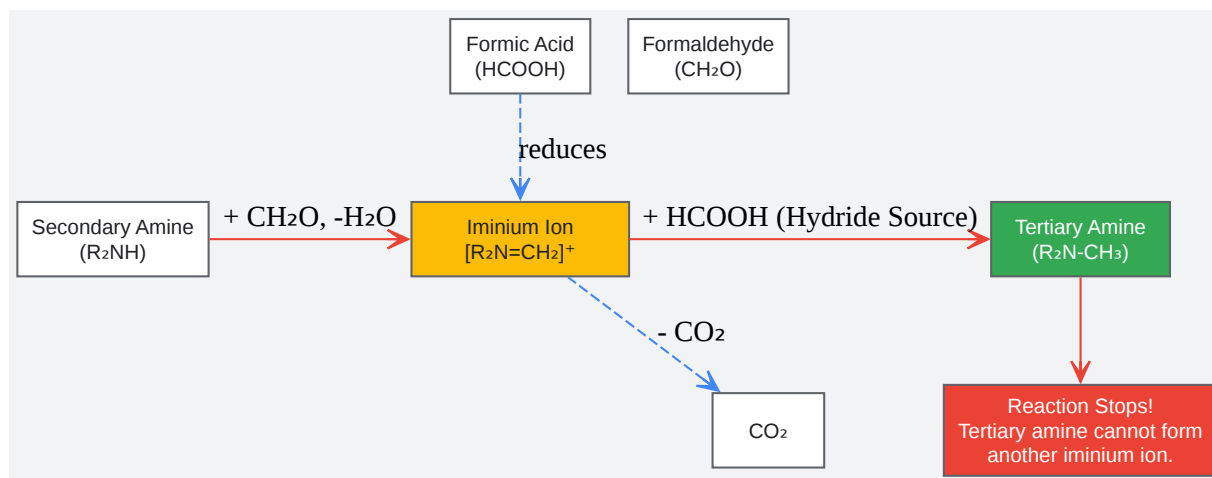 Formic Acid
(HCOOH)
Formaldehyde
(CH₂O)
reduces
Secondary Amine
(R₂NH)
+ CH₂O, -H₂O
Iminium Ion
[R₂N=CH₂]⁺
+ HCOOH (Hydride Source)
Tertiary Amine
(R₂N-CH₃)
- CO₂
CO₂
Reaction Stops!
Tertiary amine cannot form
another iminium ion.